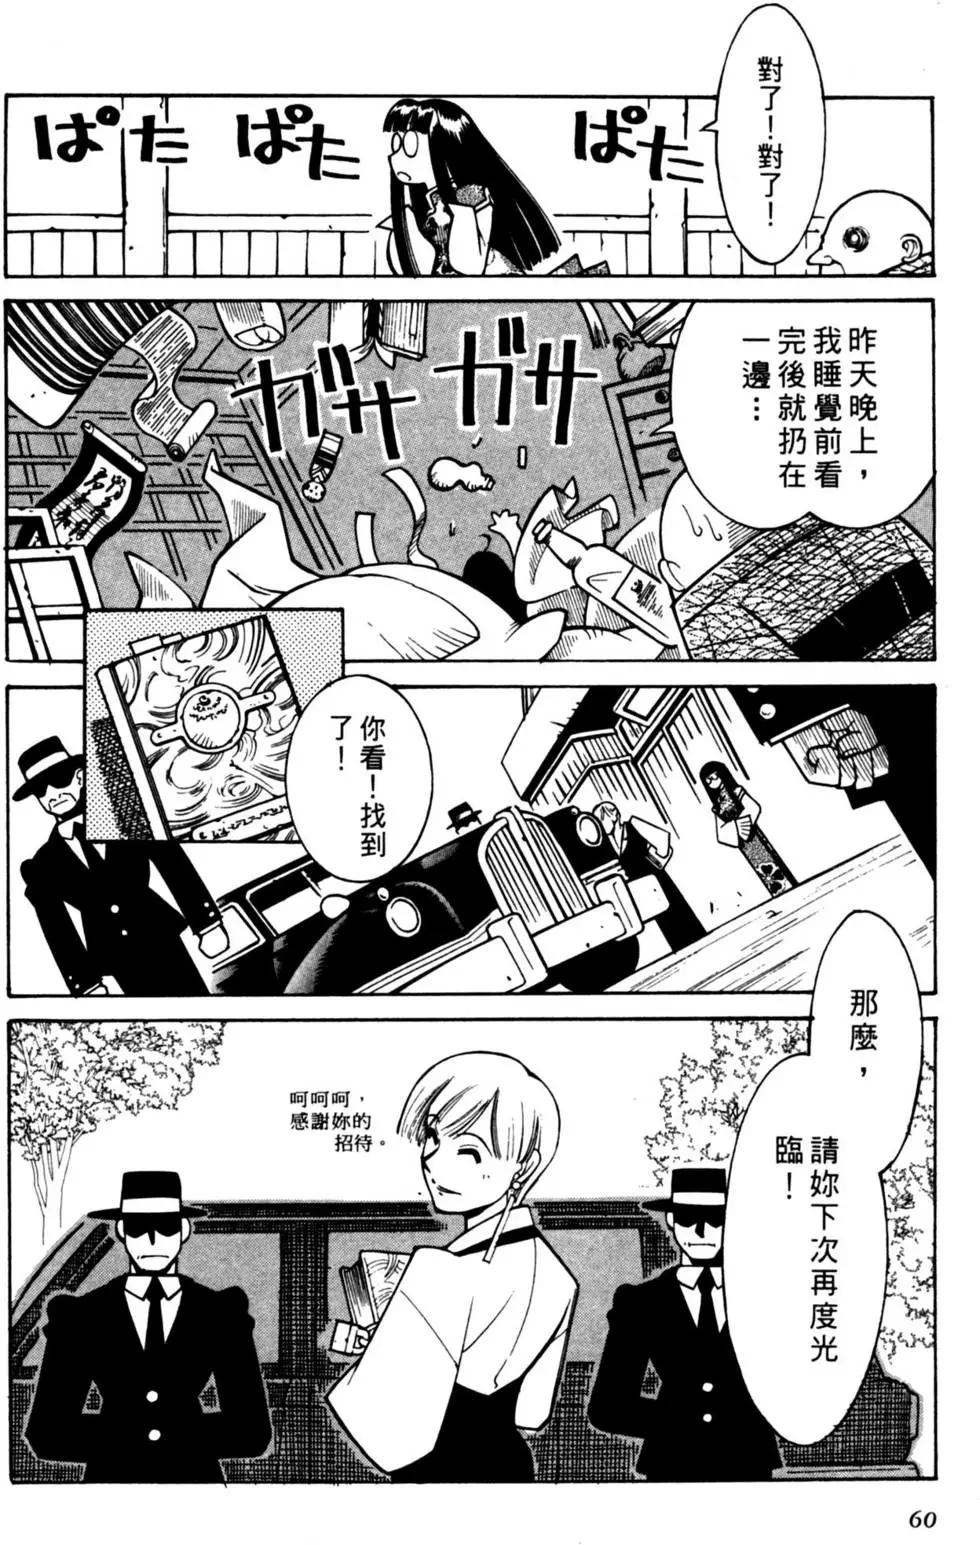 對了！對了！
ぱた
ぱた
ぱた
昨天晚上，
我睡覺前看
完後就扔在
一邊…
ガサ
ガサ
你看！找到
了！
那麼，
請妳下次再度光
臨！
呵呵呵，
感謝妳的
招待。
60